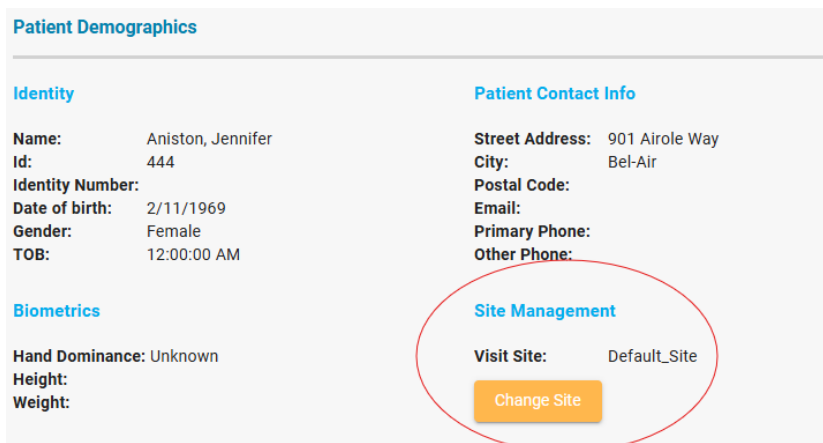 Patient Demographics
Identity
Name: Aniston, Jennifer
Id: 444
Identity Number:
Date of birth: 2/11/1969
Gender: Female
TOB: 12:00:00 AM
Patient Contact Info
Street Address: 901 Airole Way
City: Bel-Air
Postal Code:
Email:
Primary Phone:
Other Phone:
Biometrics
Hand Dominance: Unknown
Height:
Weight:
Site Management
Visit Site: Default_Site
Change Site